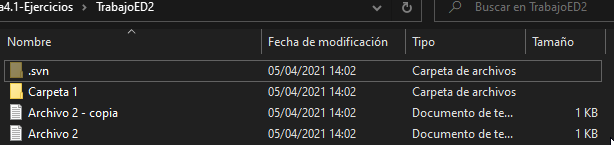 a4.1-Ejercicios > TrabajoED2
Buscar en TrabajoED2
Nombre Fecha de modificación Tipo Tamaño
.svn 05/04/2021 14:02 Carpeta de archivos
Carpeta 1 05/04/2021 14:02 Carpeta de archivos
Archivo 2 - copia 05/04/2021 14:02 Documento de te... 1 KB
Archivo 2 05/04/2021 14:02 Documento de te... 1 KB